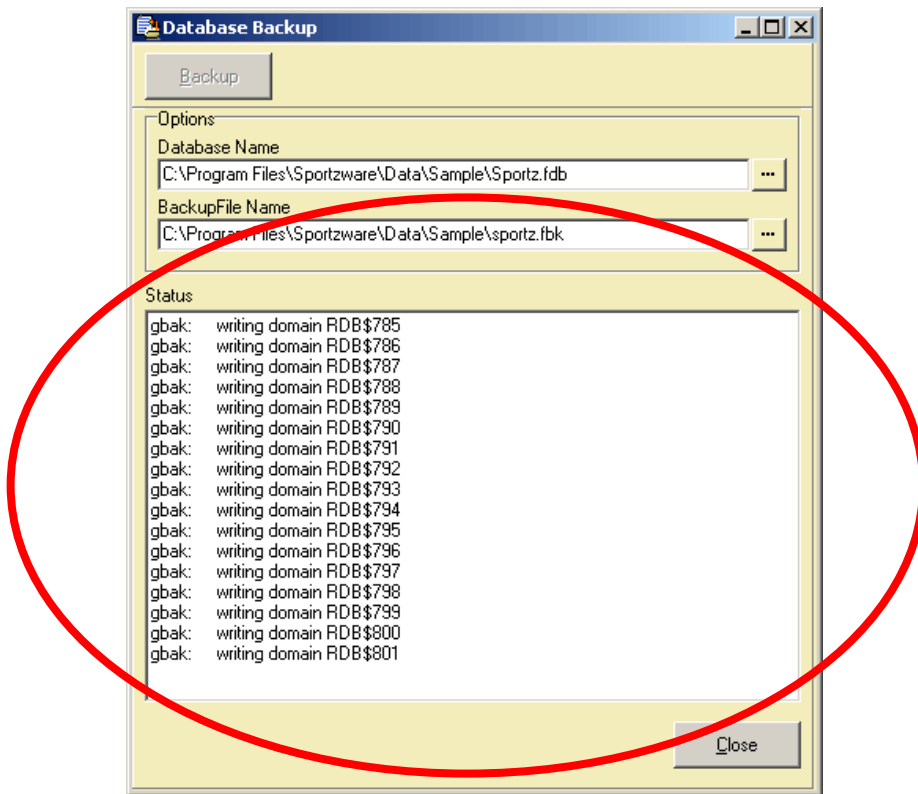 Database Backup
Backup
Options
Database Name
C:\Program Files\Sportzware\Data\Sample\Sportz.fdb
...
BackupFile Name
C:\Program Files\Sportzware\Data\Sample\sportz.fbk
...
Status
gbak: writing domain RDB$785
gbak: writing domain RDB$786
gbak: writing domain RDB$787
gbak: writing domain RDB$788
gbak: writing domain RDB$789
gbak: writing domain RDB$790
gbak: writing domain RDB$791
gbak: writing domain RDB$792
gbak: writing domain RDB$793
gbak: writing domain RDB$794
gbak: writing domain RDB$795
gbak: writing domain RDB$796
gbak: writing domain RDB$797
gbak: writing domain RDB$798
gbak: writing domain RDB$799
gbak: writing domain RDB$800
gbak: writing domain RDB$801
Close